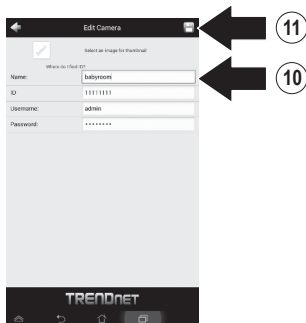 Edit Camera
11
Select an image for thumbnail
Where do I find ID?
Name: babyroom
10
ID 11111111
Username: admin
Password: ••••••••
TRENDNET